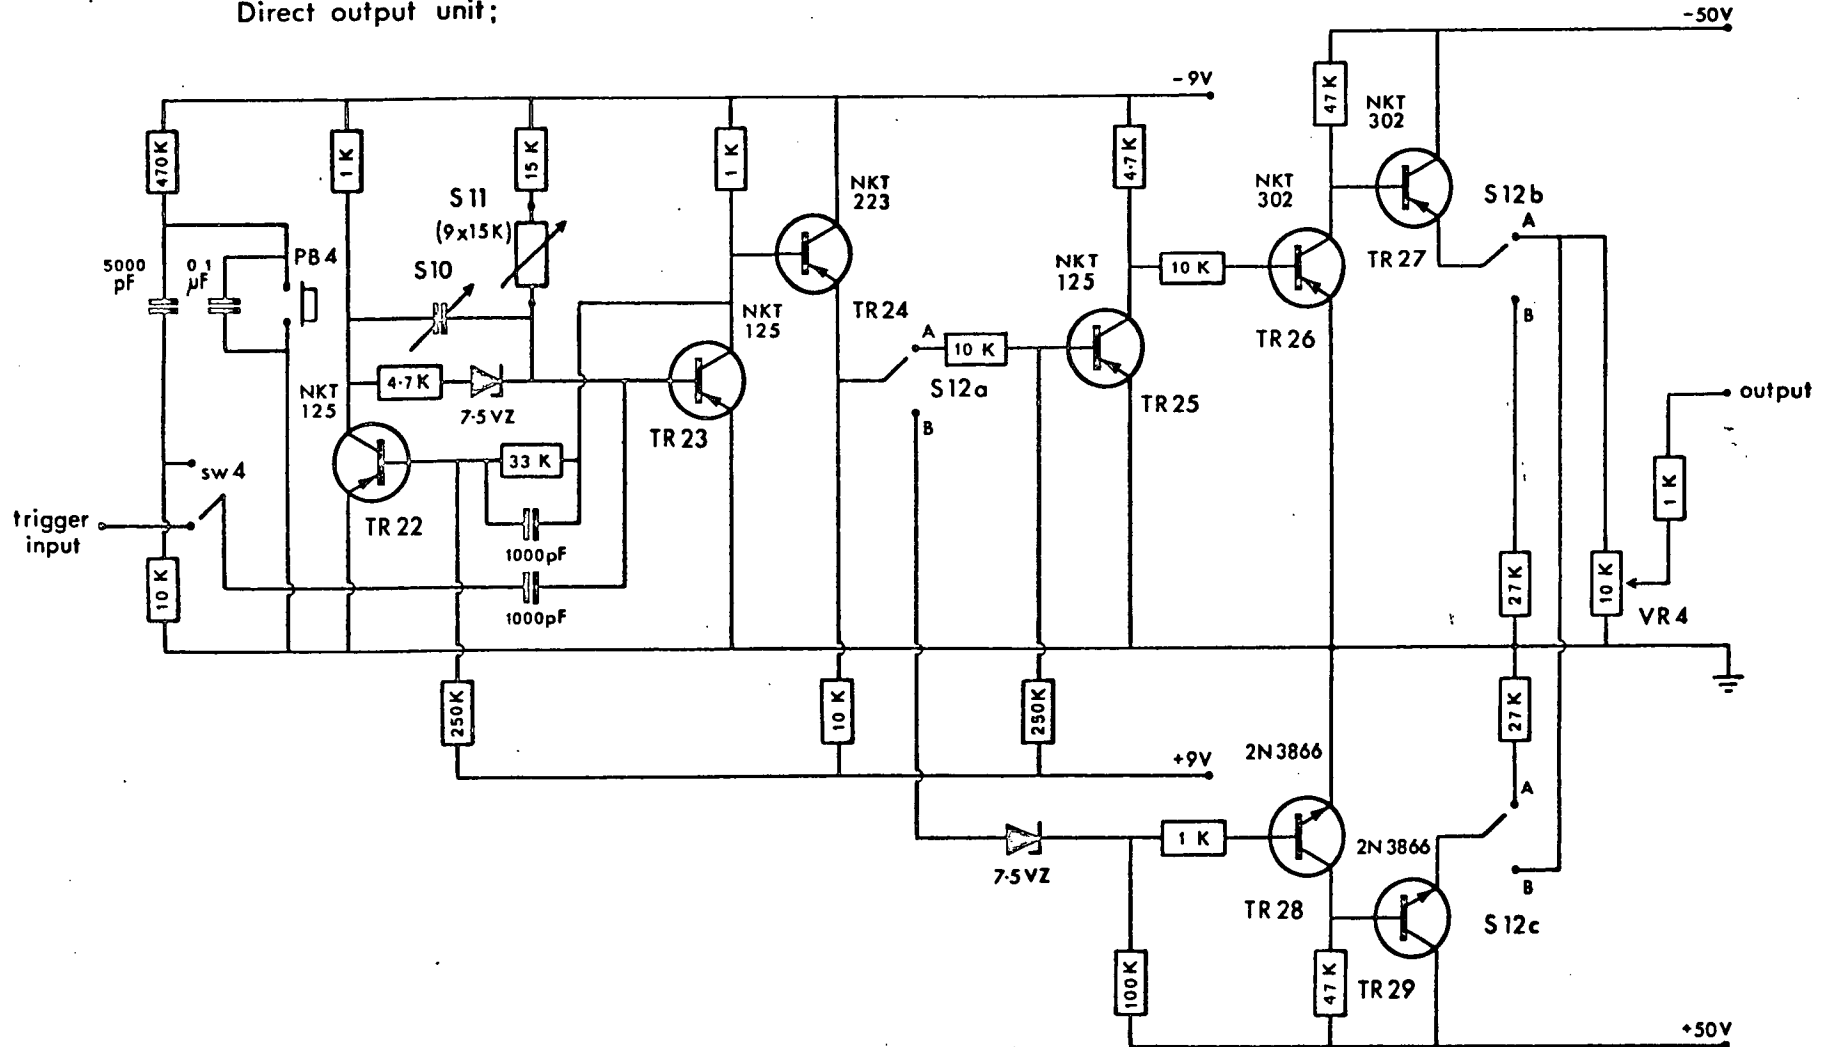 Direct output unit;
-50V
-9V
47K
NKT
302
470K
1K
15K
1K
4·7K
S11
(9x15K)
NKT
223
NKT
302
S12b
A
TR27
5000
pF
0.1
µF
PB4
S10
NKT
125
10K
TR24
NKT
125
TR26
B
A
10K
S12a
TR25
output
NKT
125
4·7K
7·5VZ
TR23
B
33K
sw4
1K
trigger
input
TR22
1000pF
10K
1000pF
27K
10K
VR4
250K
10K
250K
27K
+9V
2N3866
A
7·5VZ
1K
2N3866
B
TR28
S12c
100K
47K
TR29
+50V